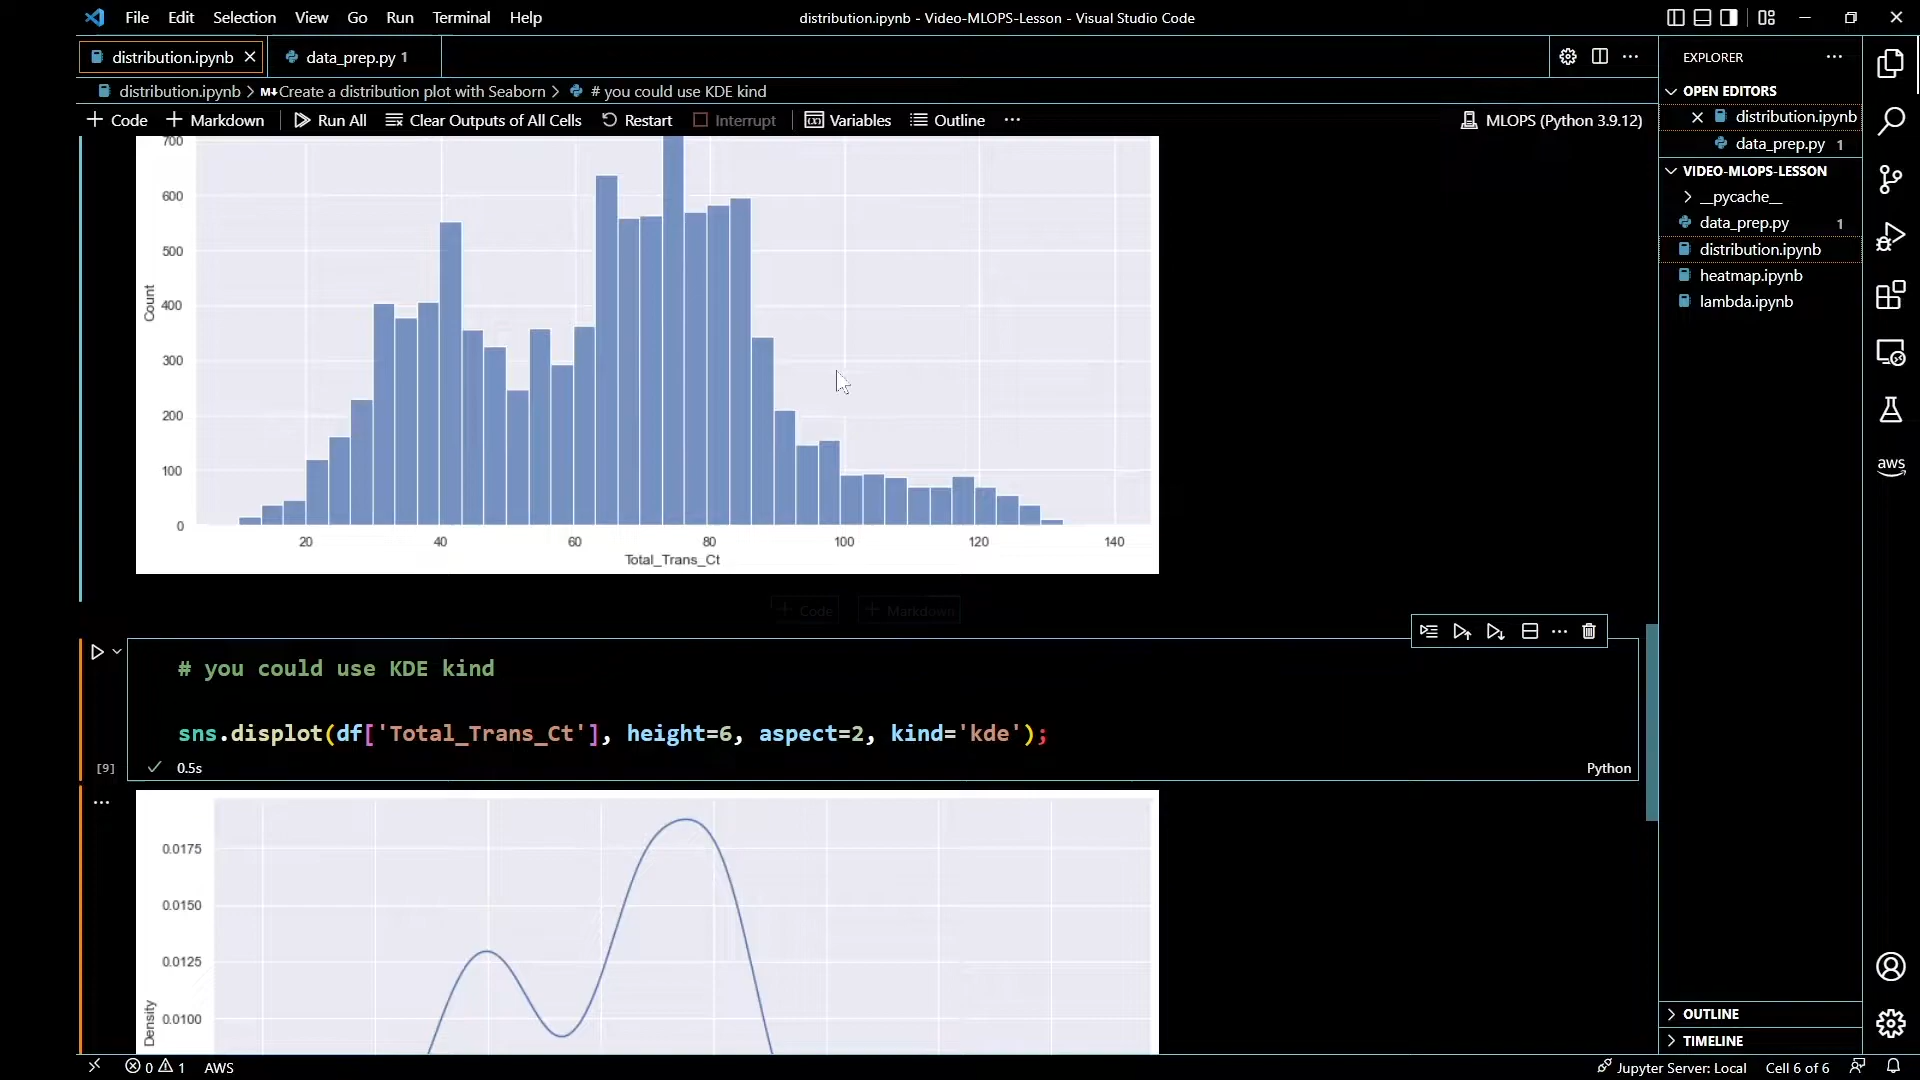 File Edit Selection View Go Run Terminal Help
distribution.ipynb - Video-MLOPS-Lesson - Visual Studio Code
distribution.ipynb
data_prep.py 1
distribution.ipynb > M↓Create a distribution plot with Seaborn > # you could use KDE kind
+ Code + Markdown Run All Clear Outputs of All Cells Restart Interrupt Variables Outline ···
MLOPS (Python 3.9.12)
700
600
500
400
300
200
100
0
Count
20 40 60 80 100 120 140
Total_Trans_Ct
+ Code + Markdown
# you could use KDE kind
sns.displot(df['Total_Trans_Ct'], height=6, aspect=2, kind='kde');
[9] 0.5s Python
0.0175
0.0150
0.0125
0.0100
Density
EXPLORER
OPEN EDITORS
distribution.ipynb
data_prep.py 1
VIDEO-MLOPS-LESSON
__pycache__
data_prep.py 1
distribution.ipynb
heatmap.ipynb
lambda.ipynb
OUTLINE
TIMELINE
aws
0 1 AWS
Jupyter Server: Local Cell 6 of 6